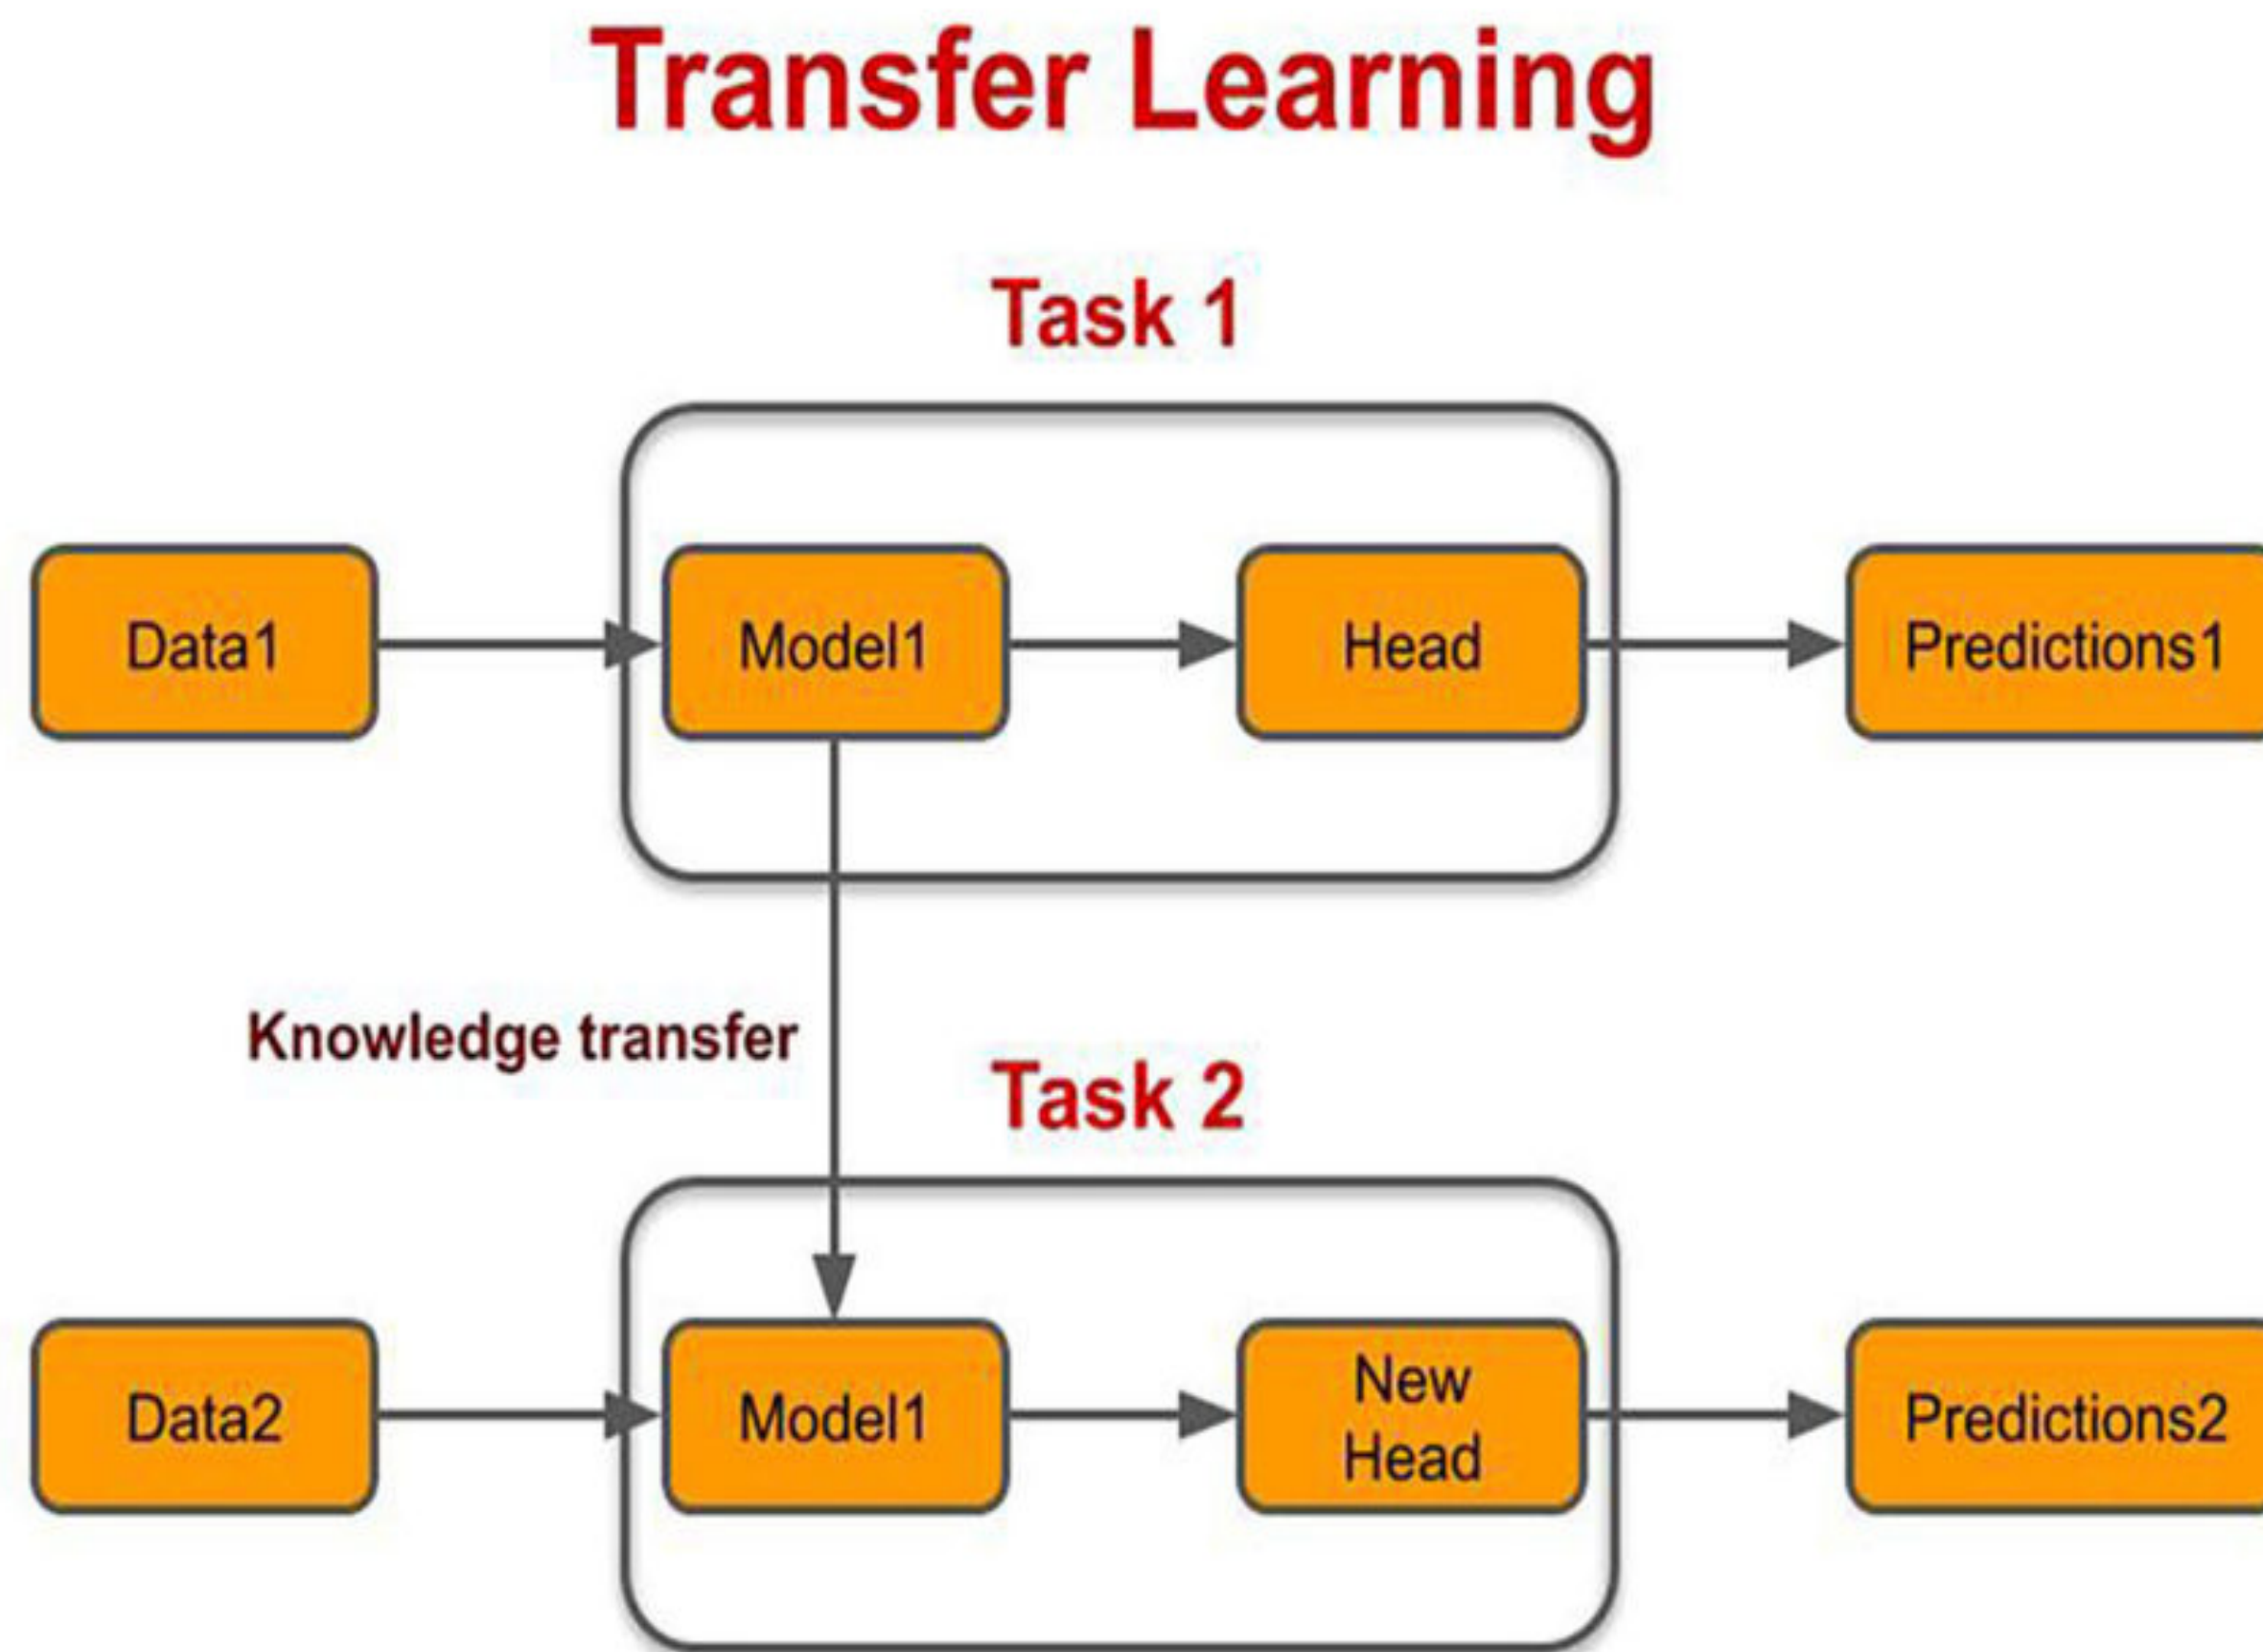 Transfer Learning
Task 1
Data1
Model1
Head
Predictions1
Knowledge transfer
Task 2
Data2
Model1
New
Head
Predictions2